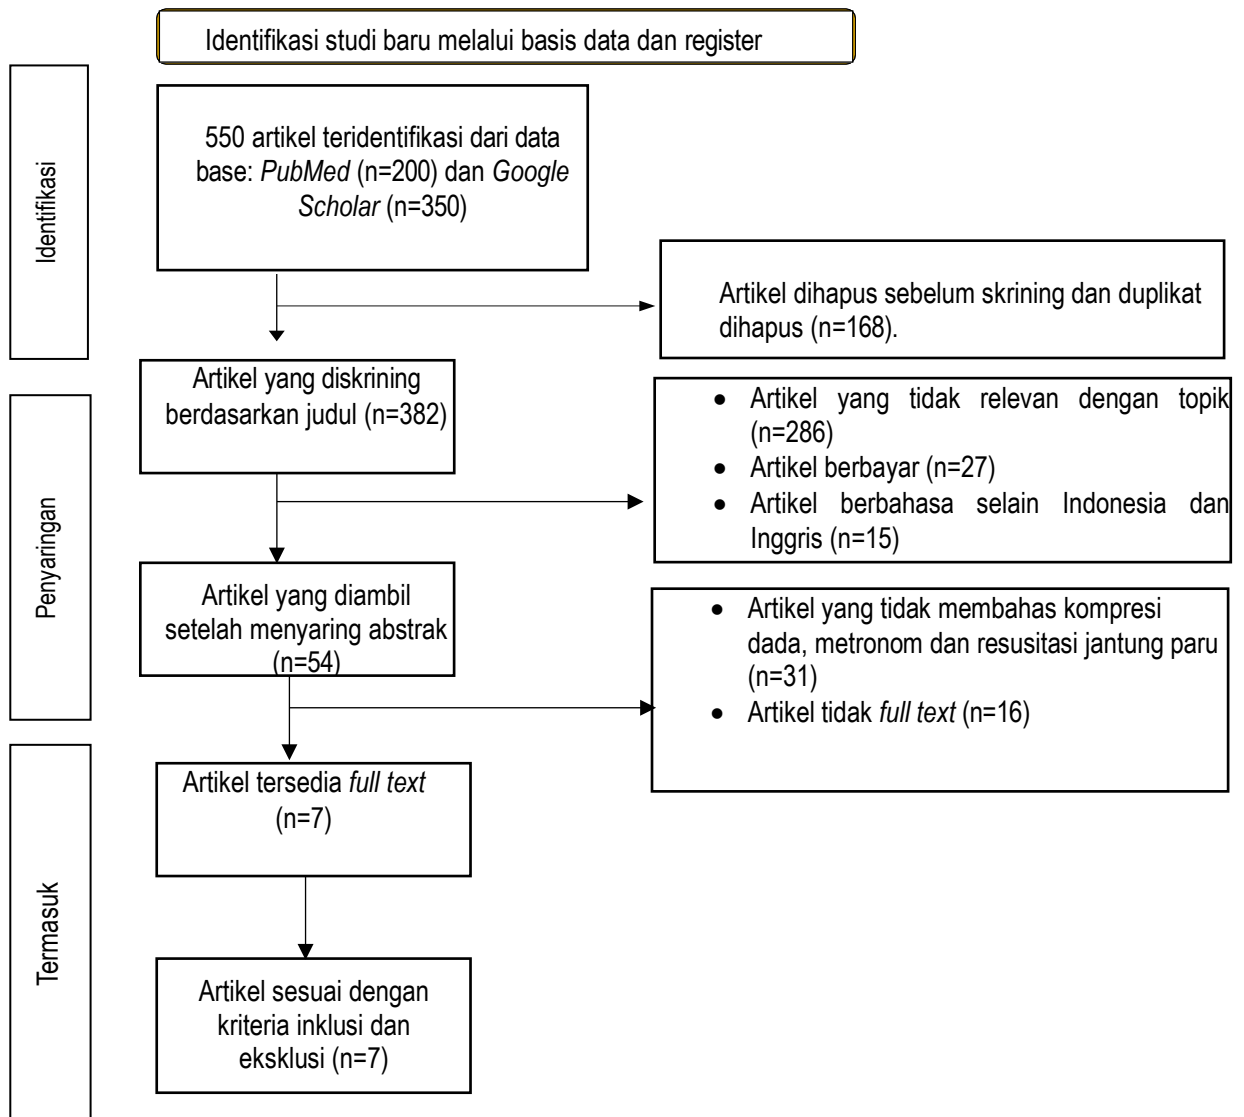 Identifikasi studi baru melalui basis data dan register
Identifikasi
550 artikel teridentifikasi dari data
base: PubMed (n=200) dan Google
Scholar (n=350)
Artikel dihapus sebelum skrining dan duplikat
dihapus (n=168).
Penyaringan
Artikel yang diskrining
berdasarkan judul (n=382)
• Artikel yang tidak relevan dengan topik
(n=286)
• Artikel berbayar (n=27)
• Artikel berbahasa selain Indonesia dan
Inggris (n=15)
Artikel yang diambil
setelah menyaring abstrak
(n=54)
• Artikel yang tidak membahas kompresi
dada, metronom dan resusitasi jantung paru
(n=31)
• Artikel tidak full text (n=16)
Termasuk
Artikel tersedia full text
(n=7)
Artikel sesuai dengan
kriteria inklusi dan
eksklusi (n=7)